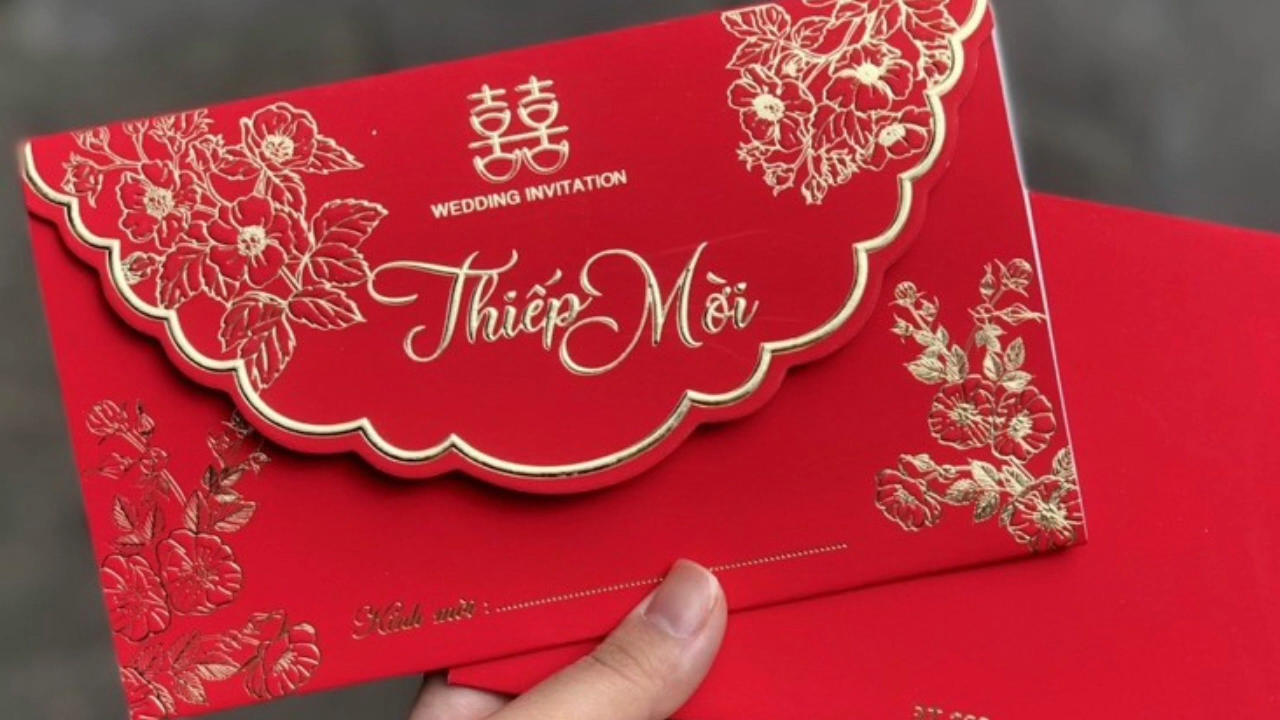 囍
WEDDING INVITATION
Thiếp Mời
Kính mời :